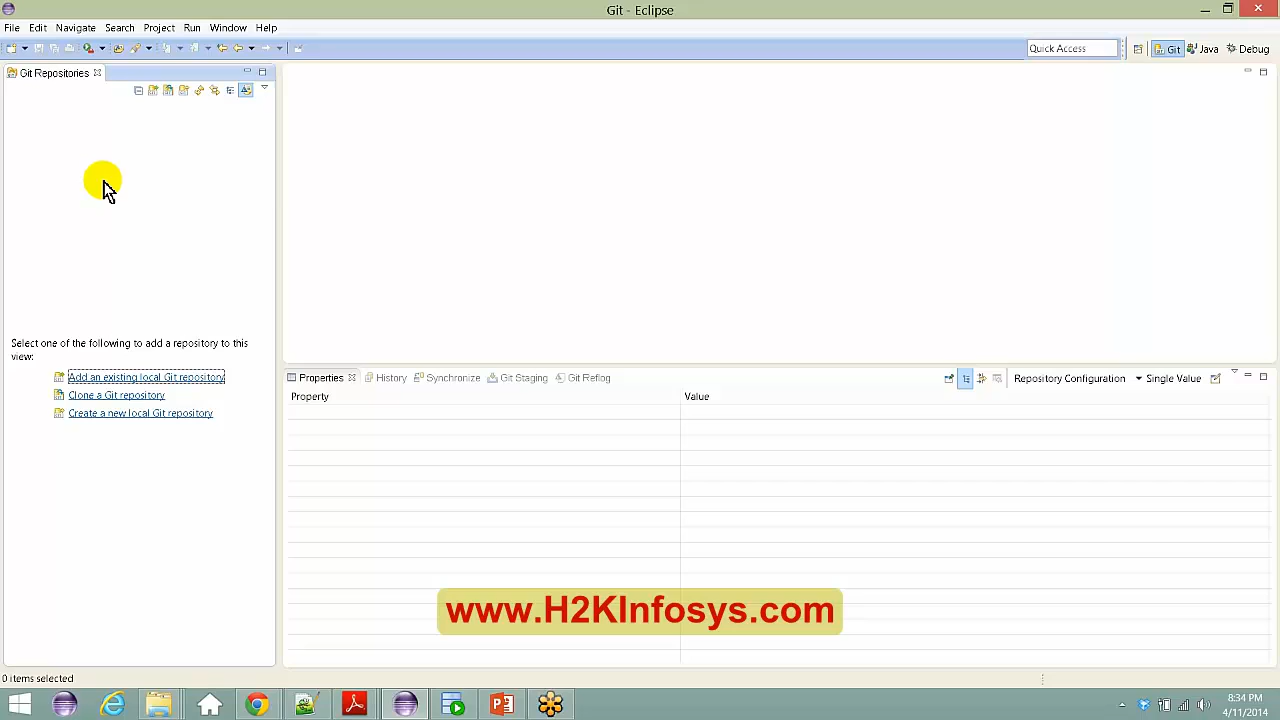 Git - Eclipse
File Edit Navigate Search Project Run Window Help
Quick Access
Git Java Debug
Git Repositories
Select one of the following to add a repository to this
view:
Add an existing local Git repository
Clone a Git repository
Create a new local Git repository
Properties History Synchronize Git Staging Git Reflog
Repository Configuration Single Value
Property Value
www.H2KInfosys.com
0 items selected
8:34 PM
4/11/2014